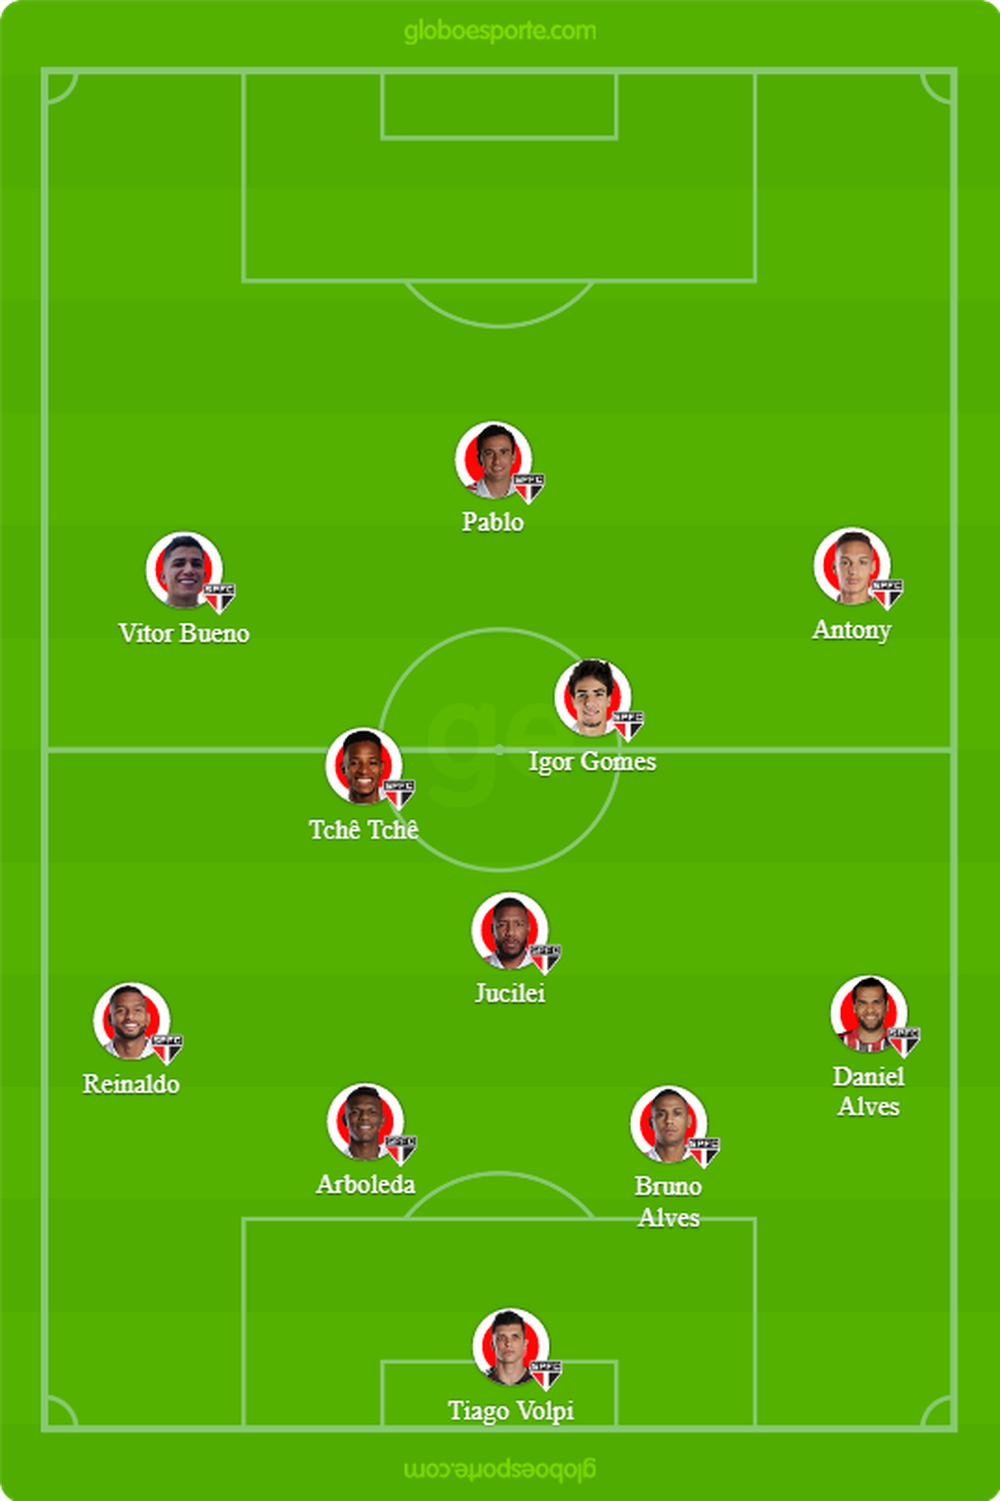 globoesporte.com
Pablo
Vitor Bueno
Antony
ge
Igor Gomes
Tchê Tchê
Jucilei
Reinaldo
Daniel
Alves
Arboleda
Bruno
Alves
Tiago Volpi
globoesporte.com